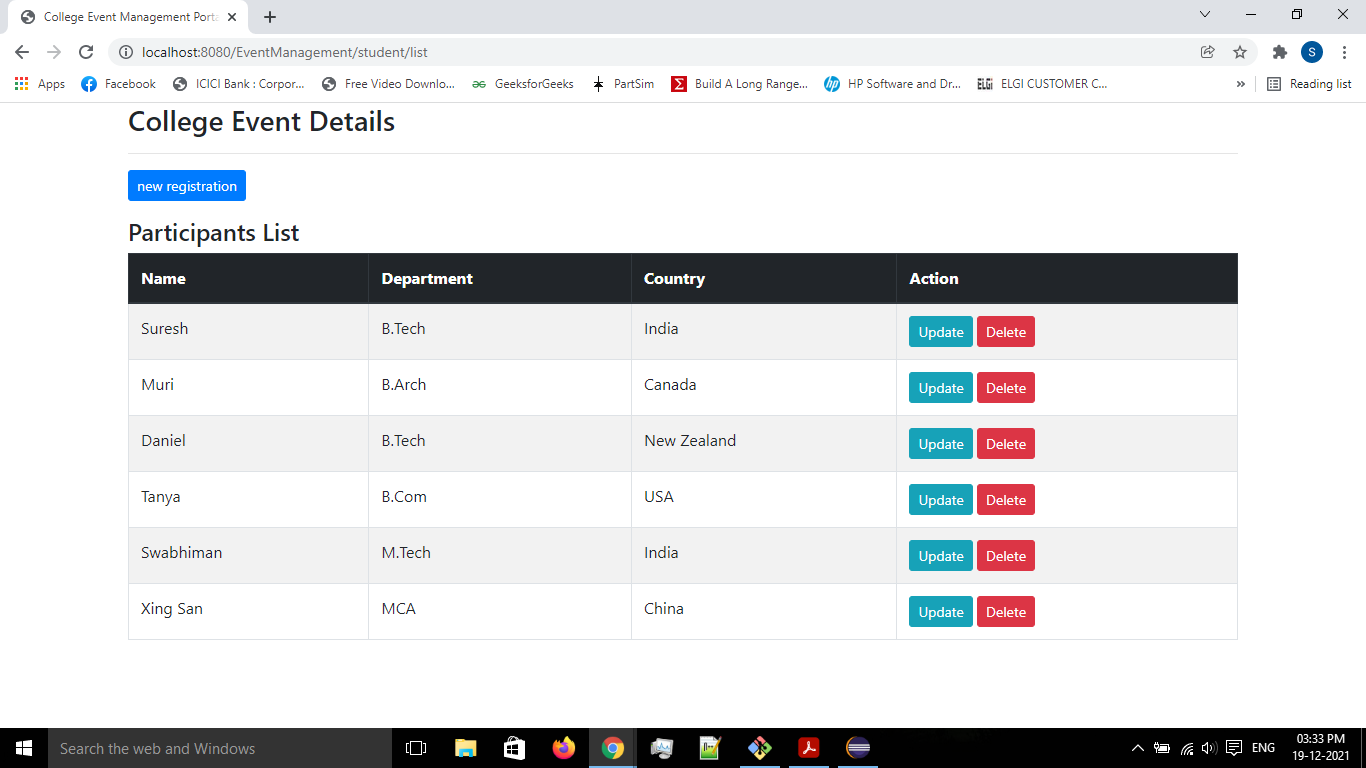 College Event Management Porta
localhost:8080/EventManagement/student/list
S
Apps Facebook ICICI Bank : Corpor... Free Video Downlo... GeeksforGeeks PartSim Build A Long Range... HP Software and Dr... ELGI ELGI CUSTOMER C... » Reading list
College Event Details
new registration
Participants List
Name Department Country Action
Suresh B.Tech India Update Delete
Muri B.Arch Canada Update Delete
Daniel B.Tech New Zealand Update Delete
Tanya B.Com USA Update Delete
Swabhiman M.Tech India Update Delete
Xing San MCA China Update Delete
Search the web and Windows
ENG
03:33 PM
19-12-2021